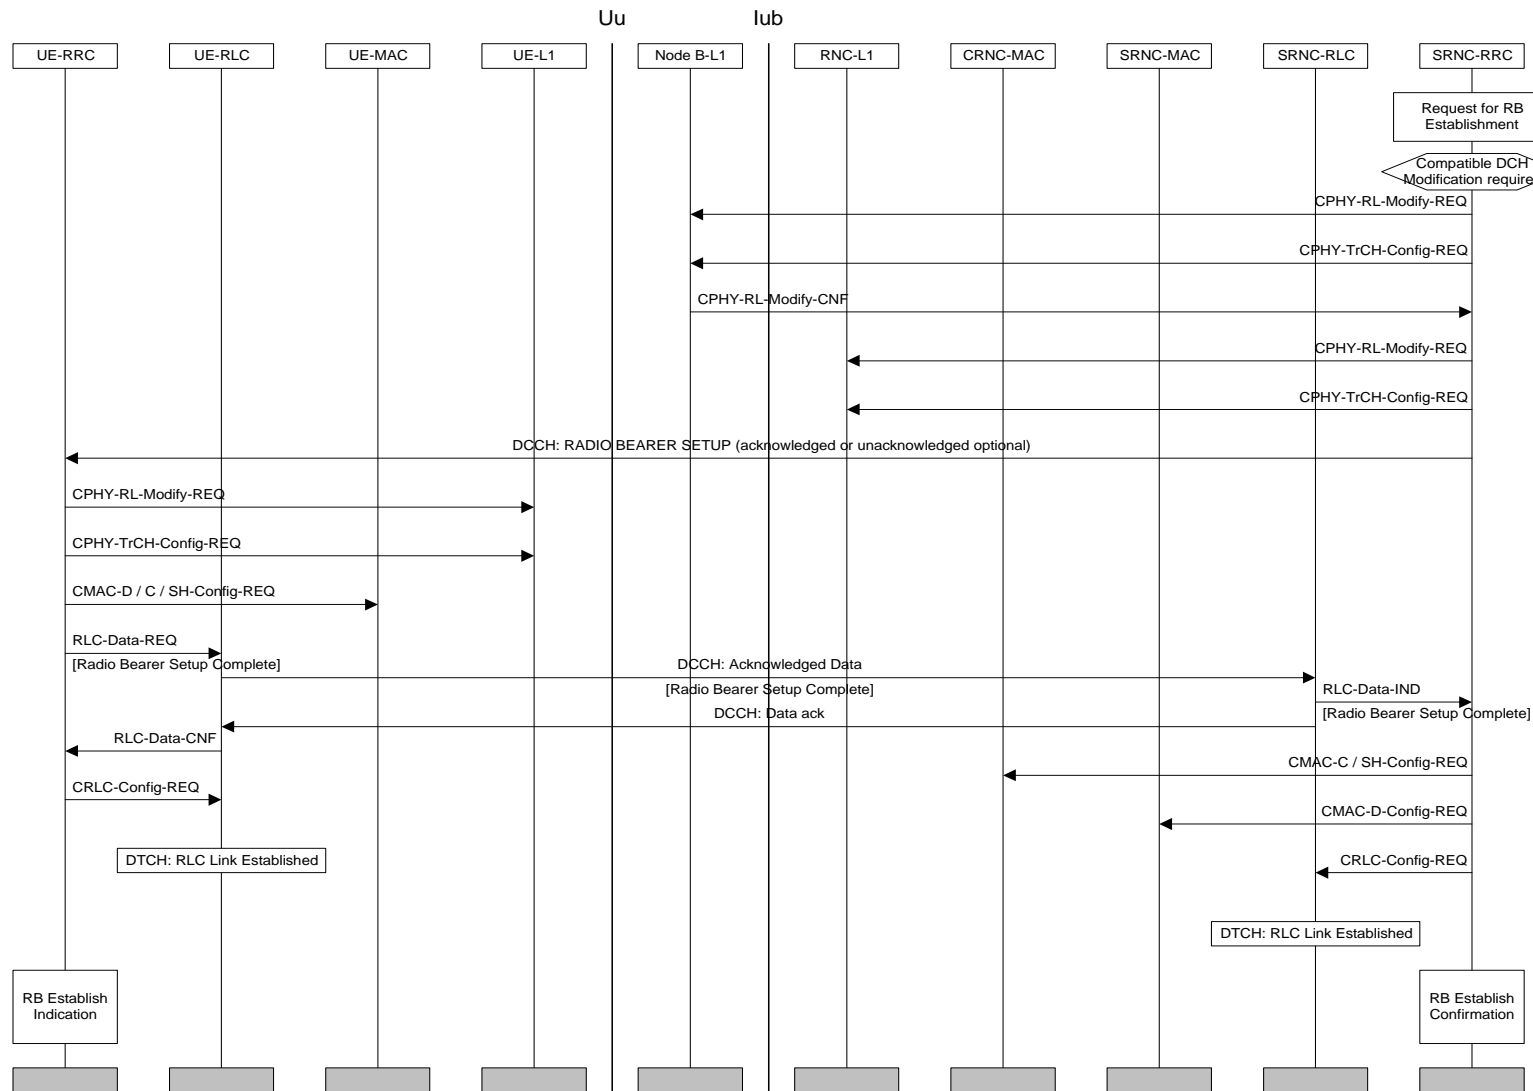 Uu
Iub
UE-RRC
UE-RLC
UE-MAC
UE-L1
Node B-L1
RNC-L1
CRNC-MAC
SRNC-MAC
SRNC-RLC
SRNC-RRC
Request for RB
Establishment
Compatible DCH
Modification require
CPHY-RL-Modify-REQ
CPHY-TrCH-Config-REQ
CPHY-RL-Modify-CNF
CPHY-RL-Modify-REQ
CPHY-TrCH-Config-REQ
DCCH: RADIO BEARER SETUP (acknowledged or unacknowledged optional)
CPHY-RL-Modify-REQ
CPHY-TrCH-Config-REQ
CMAC-D / C / SH-Config-REQ
RLC-Data-REQ
[Radio Bearer Setup Complete]
DCCH: Acknowledged Data
[Radio Bearer Setup Complete]
RLC-Data-IND
[Radio Bearer Setup Complete]
DCCH: Data ack
RLC-Data-CNF
CMAC-C / SH-Config-REQ
CRLC-Config-REQ
CMAC-D-Config-REQ
DTCH: RLC Link Established
CRLC-Config-REQ
DTCH: RLC Link Established
RB Establish
Indication
RB Establish
Confirmation